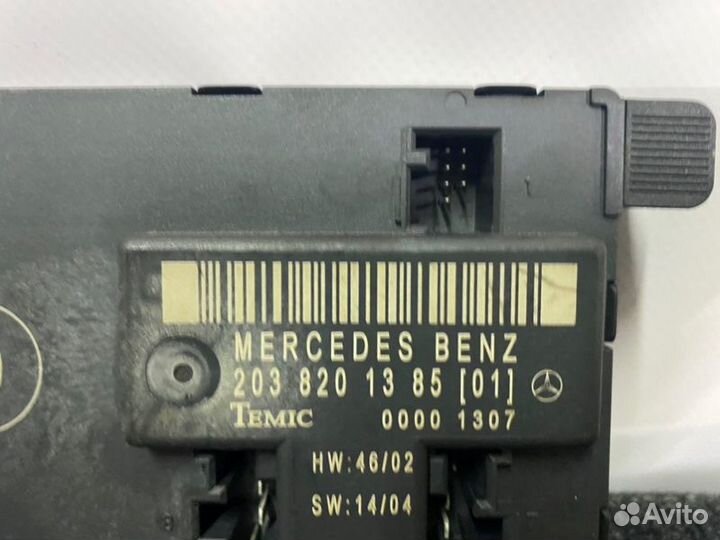 MERCEDES BENZ
203 820 13 85 [01]
TEMIC 0000 1307
HW:46/02
SW:14/04
Avito